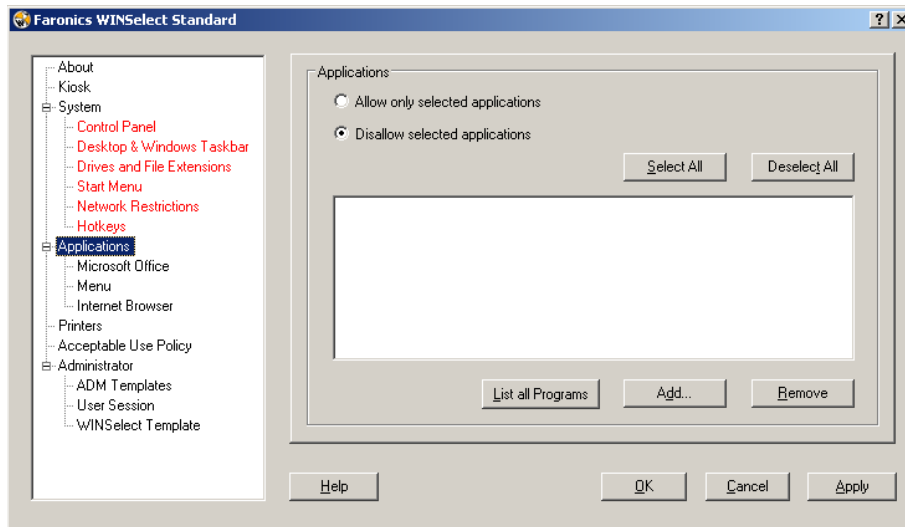 Faronics WINSelect Standard
About
Kiosk
System
Control Panel
Desktop & Windows Taskbar
Drives and File Extensions
Start Menu
Network Restrictions
Hotkeys
Applications
Microsoft Office
Menu
Internet Browser
Printers
Acceptable Use Policy
Administrator
ADM Templates
User Session
WINSelect Template
Applications
Allow only selected applications
Disallow selected applications
Select All Deselect All
List all Programs Add... Remove
Help OK Cancel Apply